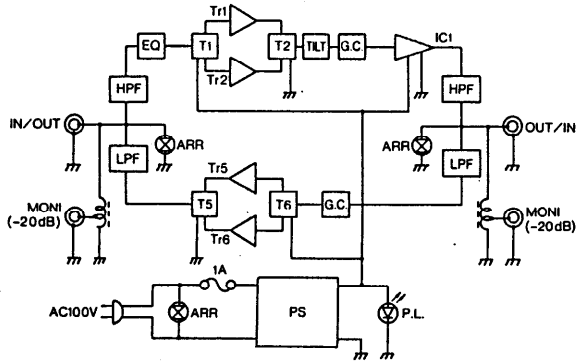 Tr1
EQ
T1
T2
TILT
G.C.
IC1
Tr2
HPF
HPF
IN/OUT
ARR
ARR
OUT/IN
LPF
LPF
Tr5
MONI
(-20dB)
T5
T6
G.C.
MONI
(-20dB)
Tr6
1A
AC100V
ARR
PS
P.L.